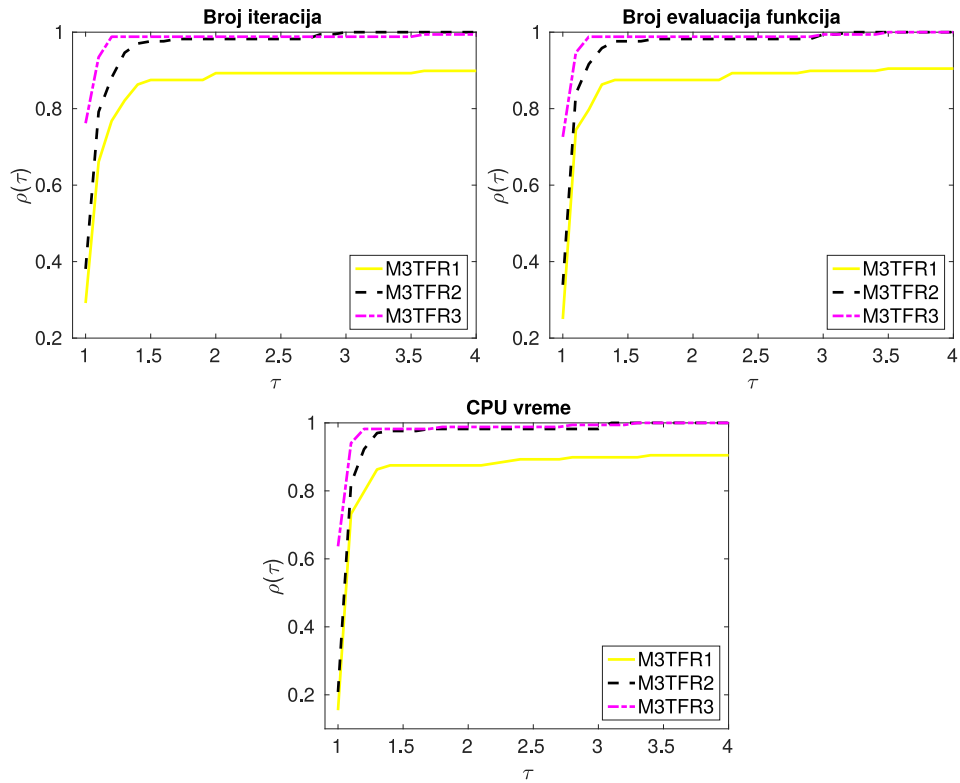 Broj iteracija
1
0.8
0.6
0.4
0.2
ρ(τ)
1 1.5 2 2.5 3 3.5 4
τ
M3TFR1
M3TFR2
M3TFR3
Broj evaluacija funkcija
1
0.8
0.6
0.4
0.2
ρ(τ)
1 1.5 2 2.5 3 3.5 4
τ
M3TFR1
M3TFR2
M3TFR3
CPU vreme
1
0.8
0.6
0.4
0.2
ρ(τ)
1 1.5 2 2.5 3 3.5 4
τ
M3TFR1
M3TFR2
M3TFR3